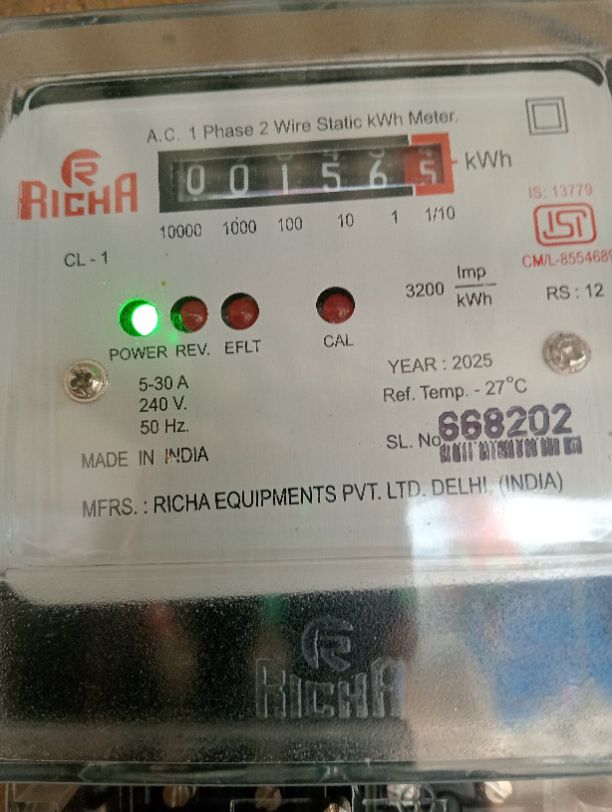 A.C. 1 Phase 2 Wire Static kWh Meter.
RICHA
0 0 1 5 6 5 kWh
10000 1000 100 10 1 1/10
IS: 13779
ISI
CM/L-8554689
CL - 1
3200 Imp/kWh
RS : 12
POWER REV. EFLT CAL
5-30 A
240 V.
50 Hz.
YEAR : 2025
Ref. Temp. - 27°C
SL. No 668202
MADE IN INDIA
MFRS. : RICHA EQUIPMENTS PVT. LTD. DELHI, (INDIA)
RICHA